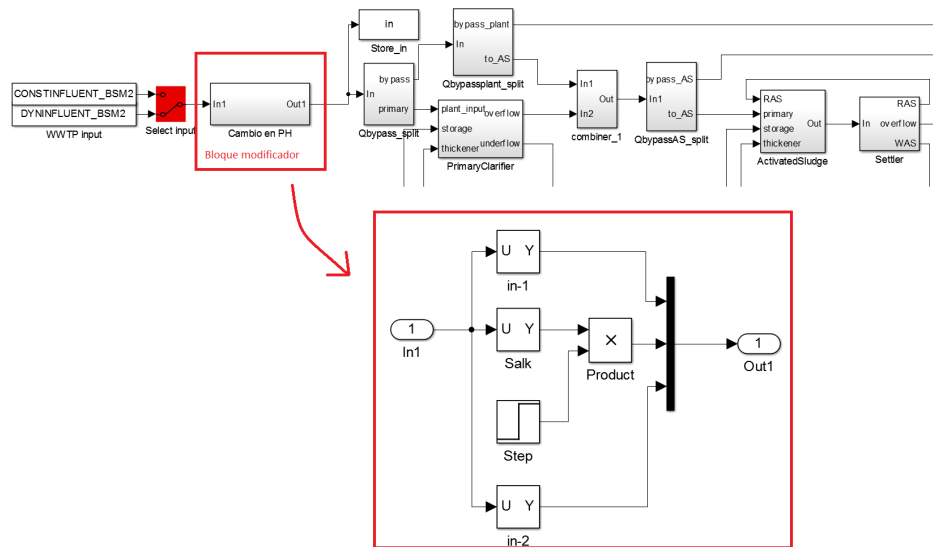 CONSTINFLUENT_BSM2
DYNINFLUENT_BSM2
WWTP input
Select input
In1
Out1
Cambio en PH
Bloque modificador
in
Store_in
In
bypass
primary
Qbypass_split
In
bypass_plant
to_AS
Qbypassplant_split
plant_input
storage
thickener
overflow
underflow
PrimaryClarifier
In1
In2
Out
combiner_1
In1
bypass_AS
to_AS
QbypassAS_split
RAS
primary
storage
thickener
Out
ActivatedSludge
In
RAS
overflow
WAS
Settler
U Y
in-1
1
In1
U Y
Salk
×
Product
1
Out1
Step
U Y
in-2